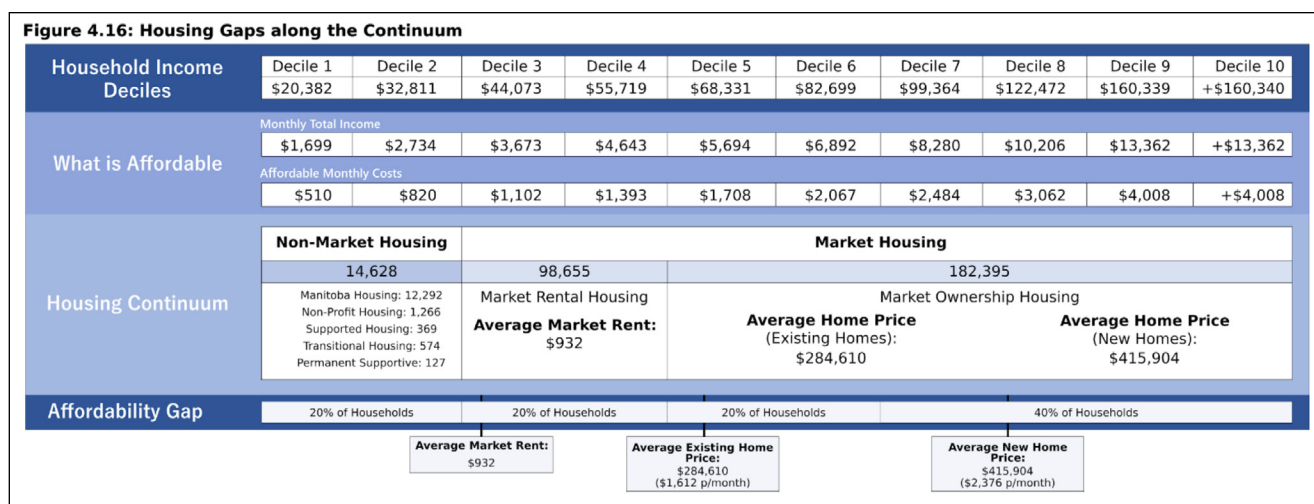 Figure 4.16: Housing Gaps along the Continuum
Household Income Deciles
Decile 1 Decile 2 Decile 3 Decile 4 Decile 5 Decile 6 Decile 7 Decile 8 Decile 9 Decile 10
$20,382 $32,811 $44,073 $55,719 $68,331 $82,699 $99,364 $122,472 $160,339 +$160,340
What is Affordable
Monthly Total Income
$1,699 $2,734 $3,673 $4,643 $5,694 $6,892 $8,280 $10,206 $13,362 +$13,362
Affordable Monthly Costs
$510 $820 $1,102 $1,393 $1,708 $2,067 $2,484 $3,062 $4,008 +$4,008
Housing Continuum
Non-Market Housing Market Housing
14,628 98,655 182,395
Manitoba Housing: 12,292
Non-Profit Housing: 1,266
Supported Housing: 369
Transitional Housing: 574
Permanent Supportive: 127
Market Rental Housing
Average Market Rent:
$932
Market Ownership Housing
Average Home Price
(Existing Homes):
$284,610
Average Home Price
(New Homes):
$415,904
Affordability Gap
20% of Households 20% of Households 20% of Households 40% of Households
Average Market Rent:
$932
Average Existing Home
Price:
$284,610
($1,612 p/month)
Average New Home
Price:
$415,904
($2,376 p/month)